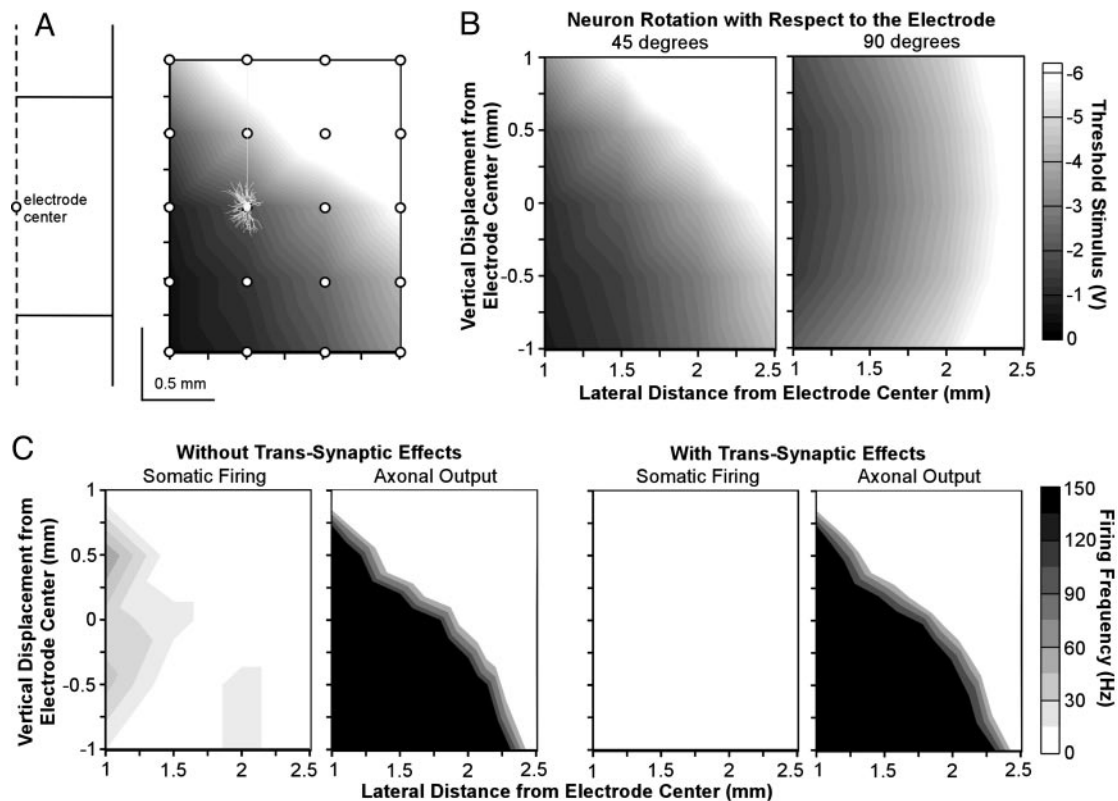 A
electrode
center
0.5 mm
B
Neuron Rotation with Respect to the Electrode
45 degrees
90 degrees
Vertical Displacement from
Electrode Center (mm)
1
0.5
0
-0.5
-1
1 1.5 2 2.5
1 1.5 2 2.5
Lateral Distance from Electrode Center (mm)
-6
-5
-4
-3
-2
-1
0
Threshold Stimulus (V)
C
Without Trans-Synaptic Effects
Somatic Firing
Axonal Output
With Trans-Synaptic Effects
Somatic Firing
Axonal Output
Vertical Displacement from
Electrode Center (mm)
1
0.5
0
-0.5
-1
1 1.5 2 2.5
1 1.5 2 2.5
1 1.5 2 2.5
1 1.5 2 2.5
Lateral Distance from Electrode Center (mm)
150
120
90
60
30
0
Firing Frequency (Hz)